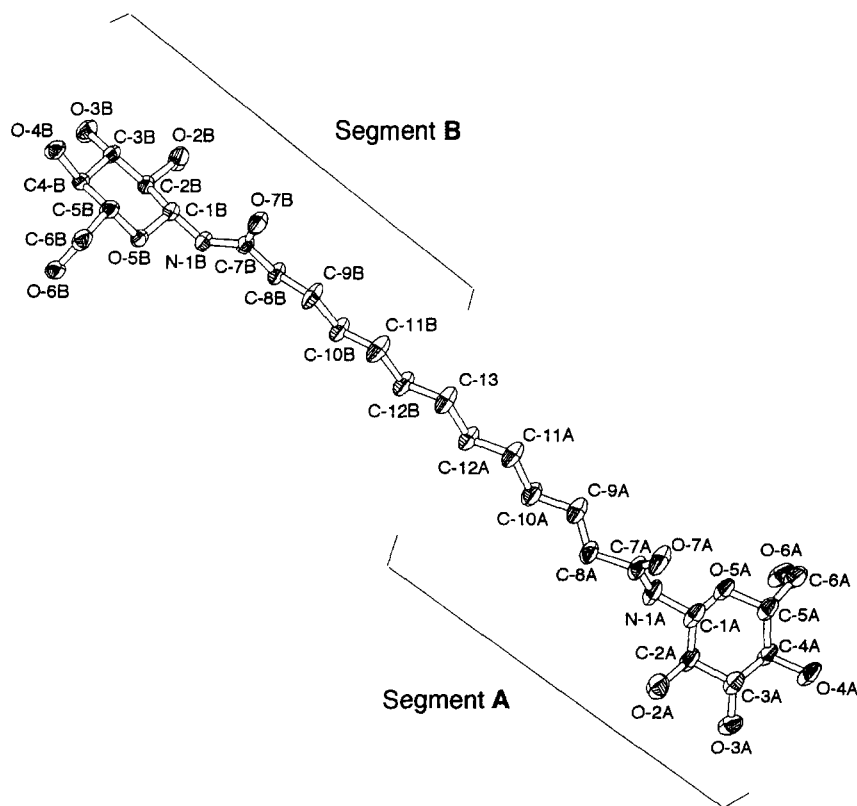 O-3B
O-4B
O-2B
C-3B
Segment B
C4-B
C-2B
C-5B
C-1B
O-7B
C-6B
O-5B
N-1B
C-7B
C-9B
O-6B
C-8B
C-11B
C-10B
C-13
C-12B
C-11A
C-12A
C-9A
C-10A
C-7A
O-7A
O-6A
O-5A
C-6A
C-8A
N-1A
C-1A
C-5A
C-2A
C-4A
O-4A
C-3A
Segment A
O-2A
O-3A